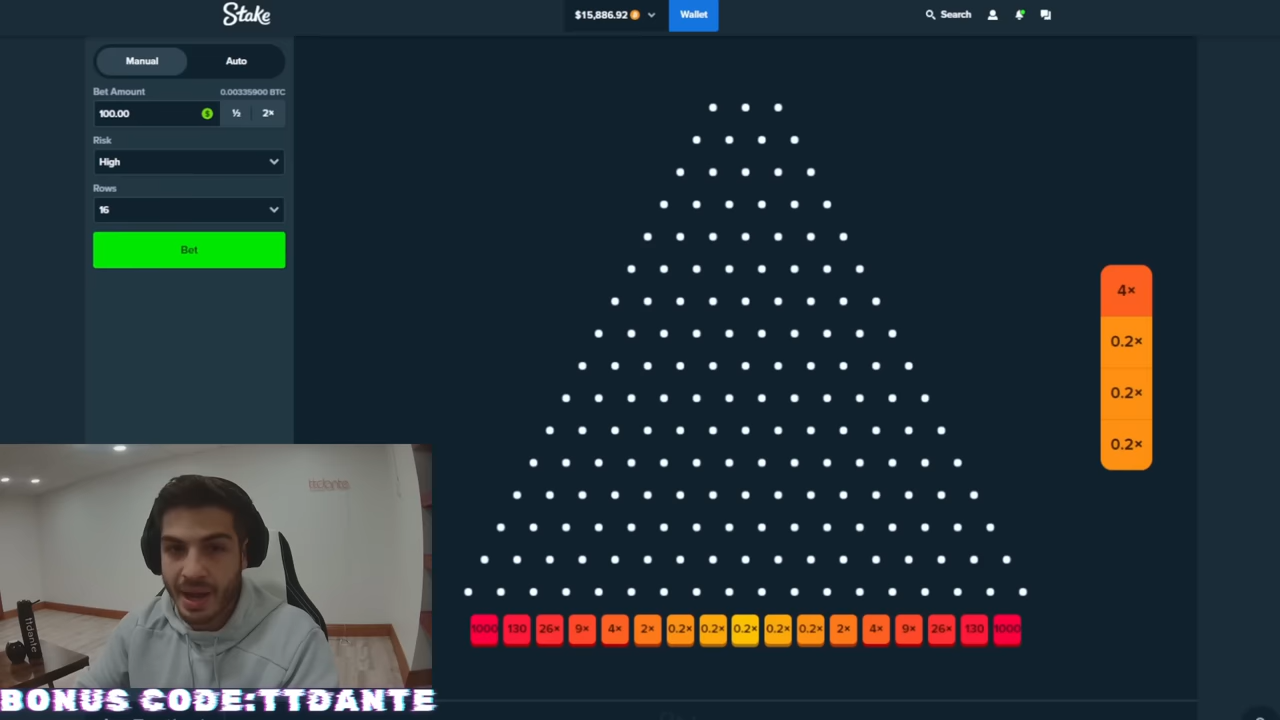 Stake
$15,886.92
Wallet
Search
Manual Auto
Bet Amount 0.00335900 BTC
100.00 ½ 2×
Risk
High
Rows
16
Bet
4×
0.2×
0.2×
0.2×
1000 130 26× 9× 4× 2× 0.2× 0.2× 0.2× 0.2× 0.2× 2× 4× 9× 26× 130 1000
ttdante
ttdante
BONUS CODE:TTDANTE